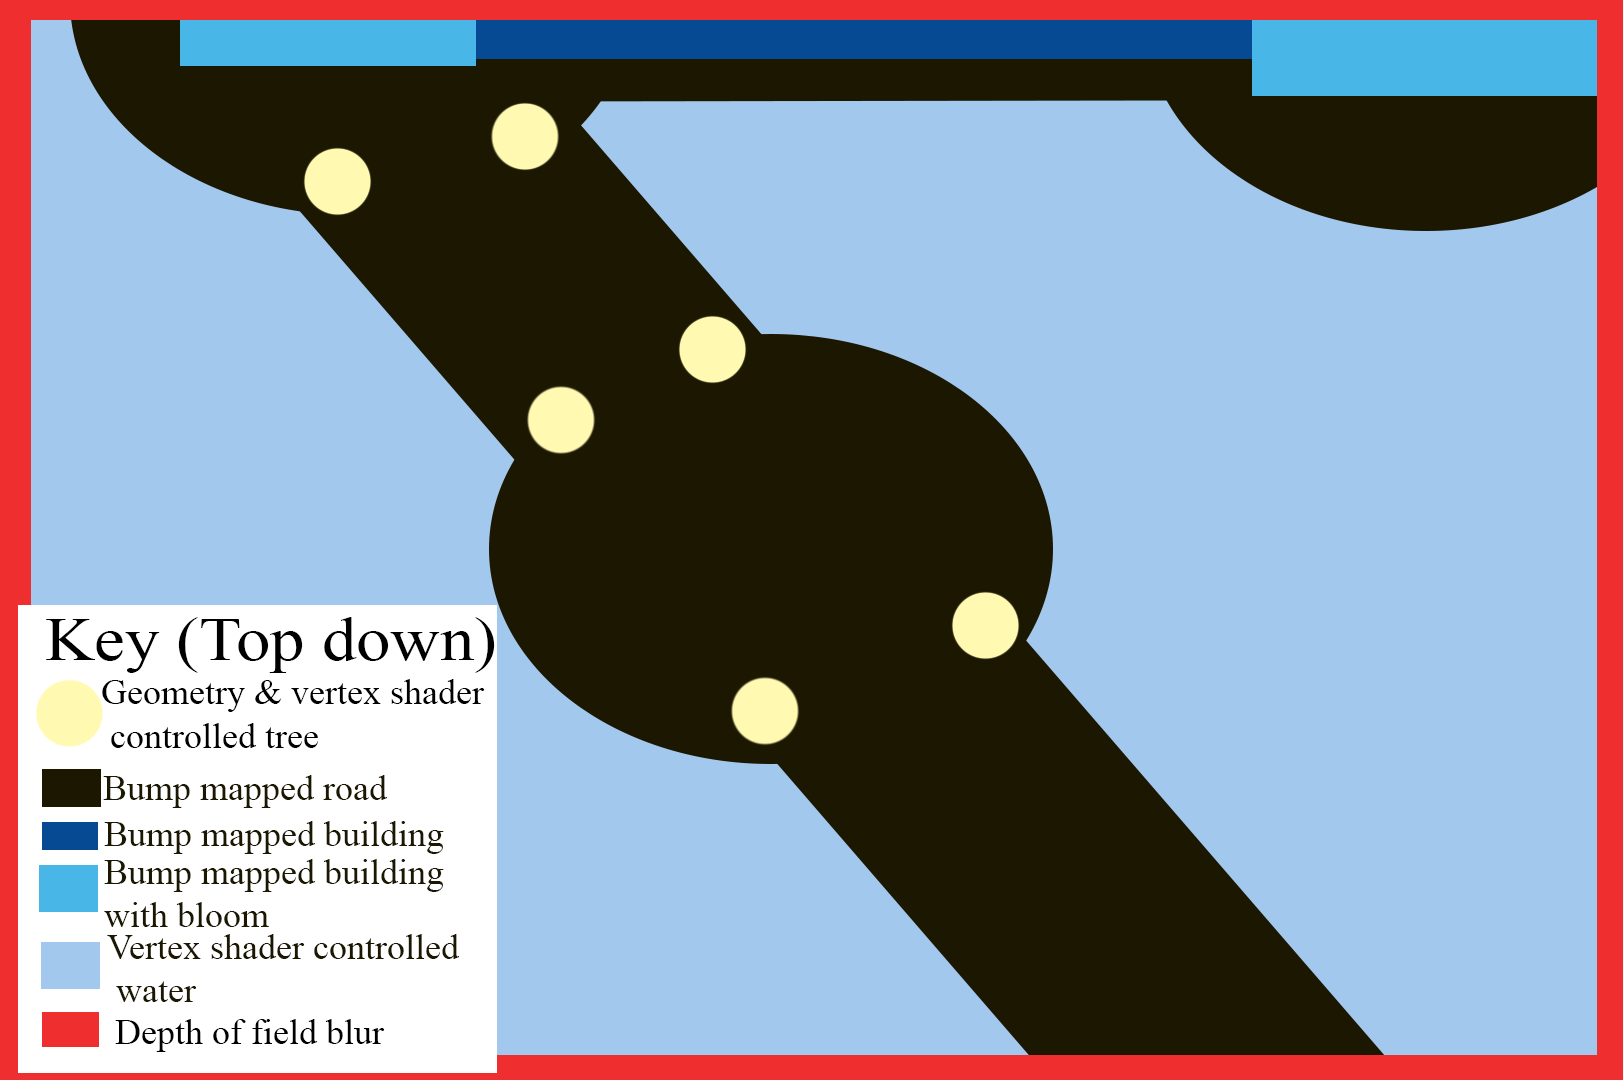 Key (Top down)
Geometry & vertex shader
controlled tree
Bump mapped road
Bump mapped building
Bump mapped building
with bloom
Vertex shader controlled
water
Depth of field blur